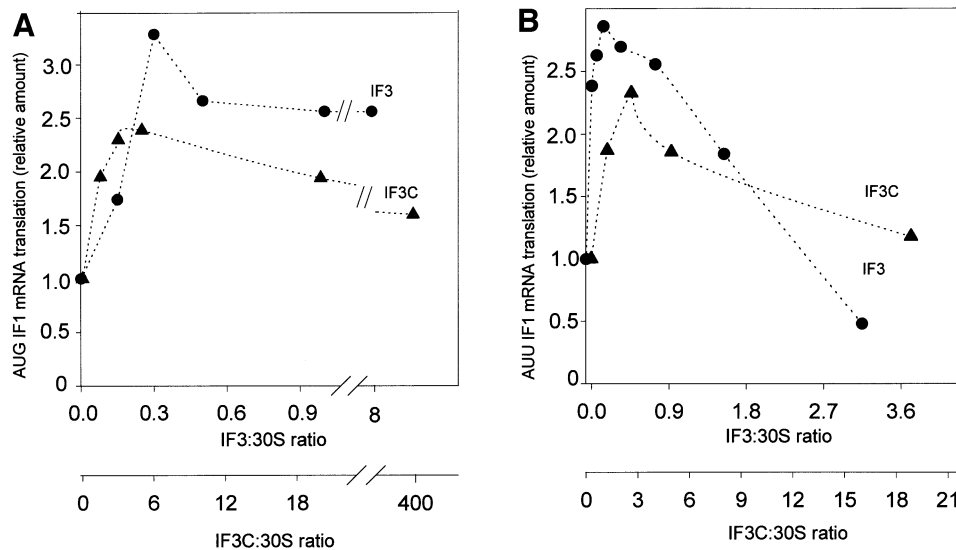 A
AUG IF1 mRNA translation (relative amount)
3.0
2.5
2.0
1.5
1.0
0.5
0
IF3
IF3C
0.0 0.3 0.6 0.9 8
IF3:30S ratio
0 6 12 18 400
IF3C:30S ratio
B
AUU IF1 mRNA translation (relative amount)
2.5
2.0
1.5
1.0
0.5
0
IF3C
IF3
0.0 0.9 1.8 2.7 3.6
IF3:30S ratio
0 3 6 9 12 15 18 21
IF3C:30S ratio